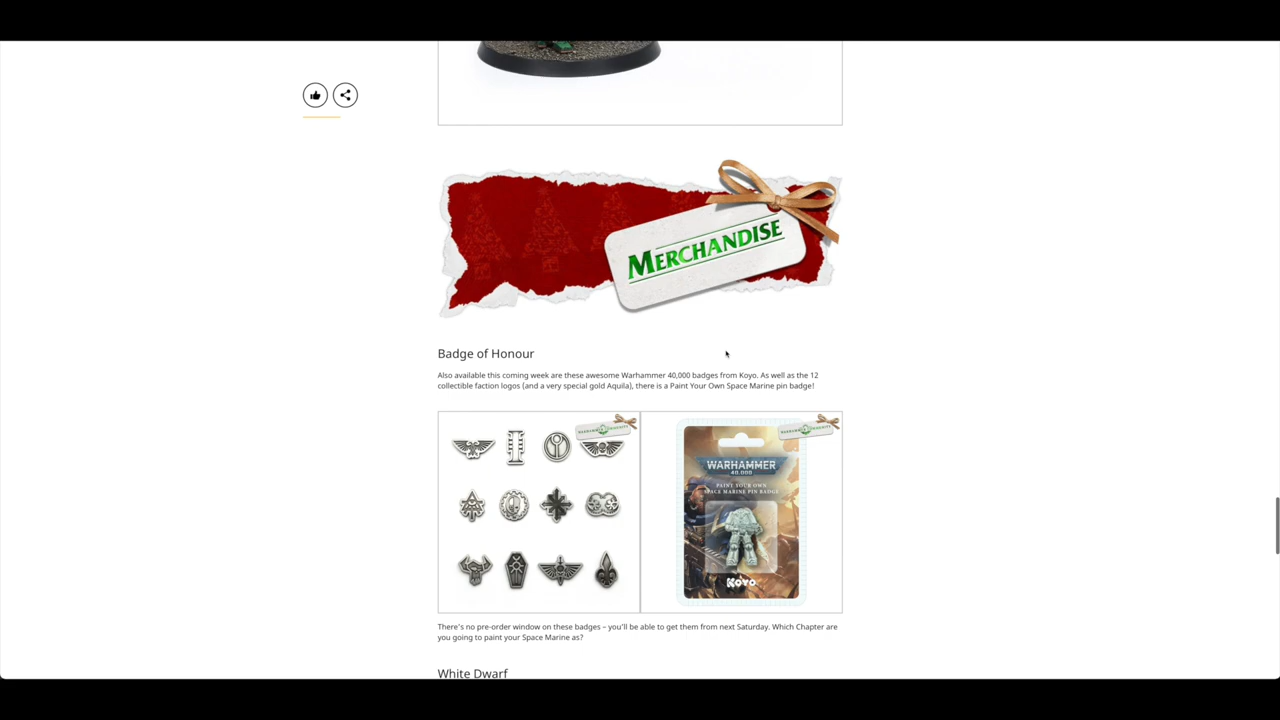 MERCHANDISE
Badge of Honour
Also available this coming week are these awesome Warhammer 40,000 badges from Koyo. As well as the 12
collectible faction logos (and a very special gold Aquila), there is a Paint Your Own Space Marine pin badge!
WARHAMMER
40,000
PAINT YOUR OWN
SPACE MARINE PIN BADGE
KOYO
There's no pre-order window on these badges – you'll be able to get them from next Saturday. Which Chapter are
you going to paint your Space Marine as?
White Dwarf